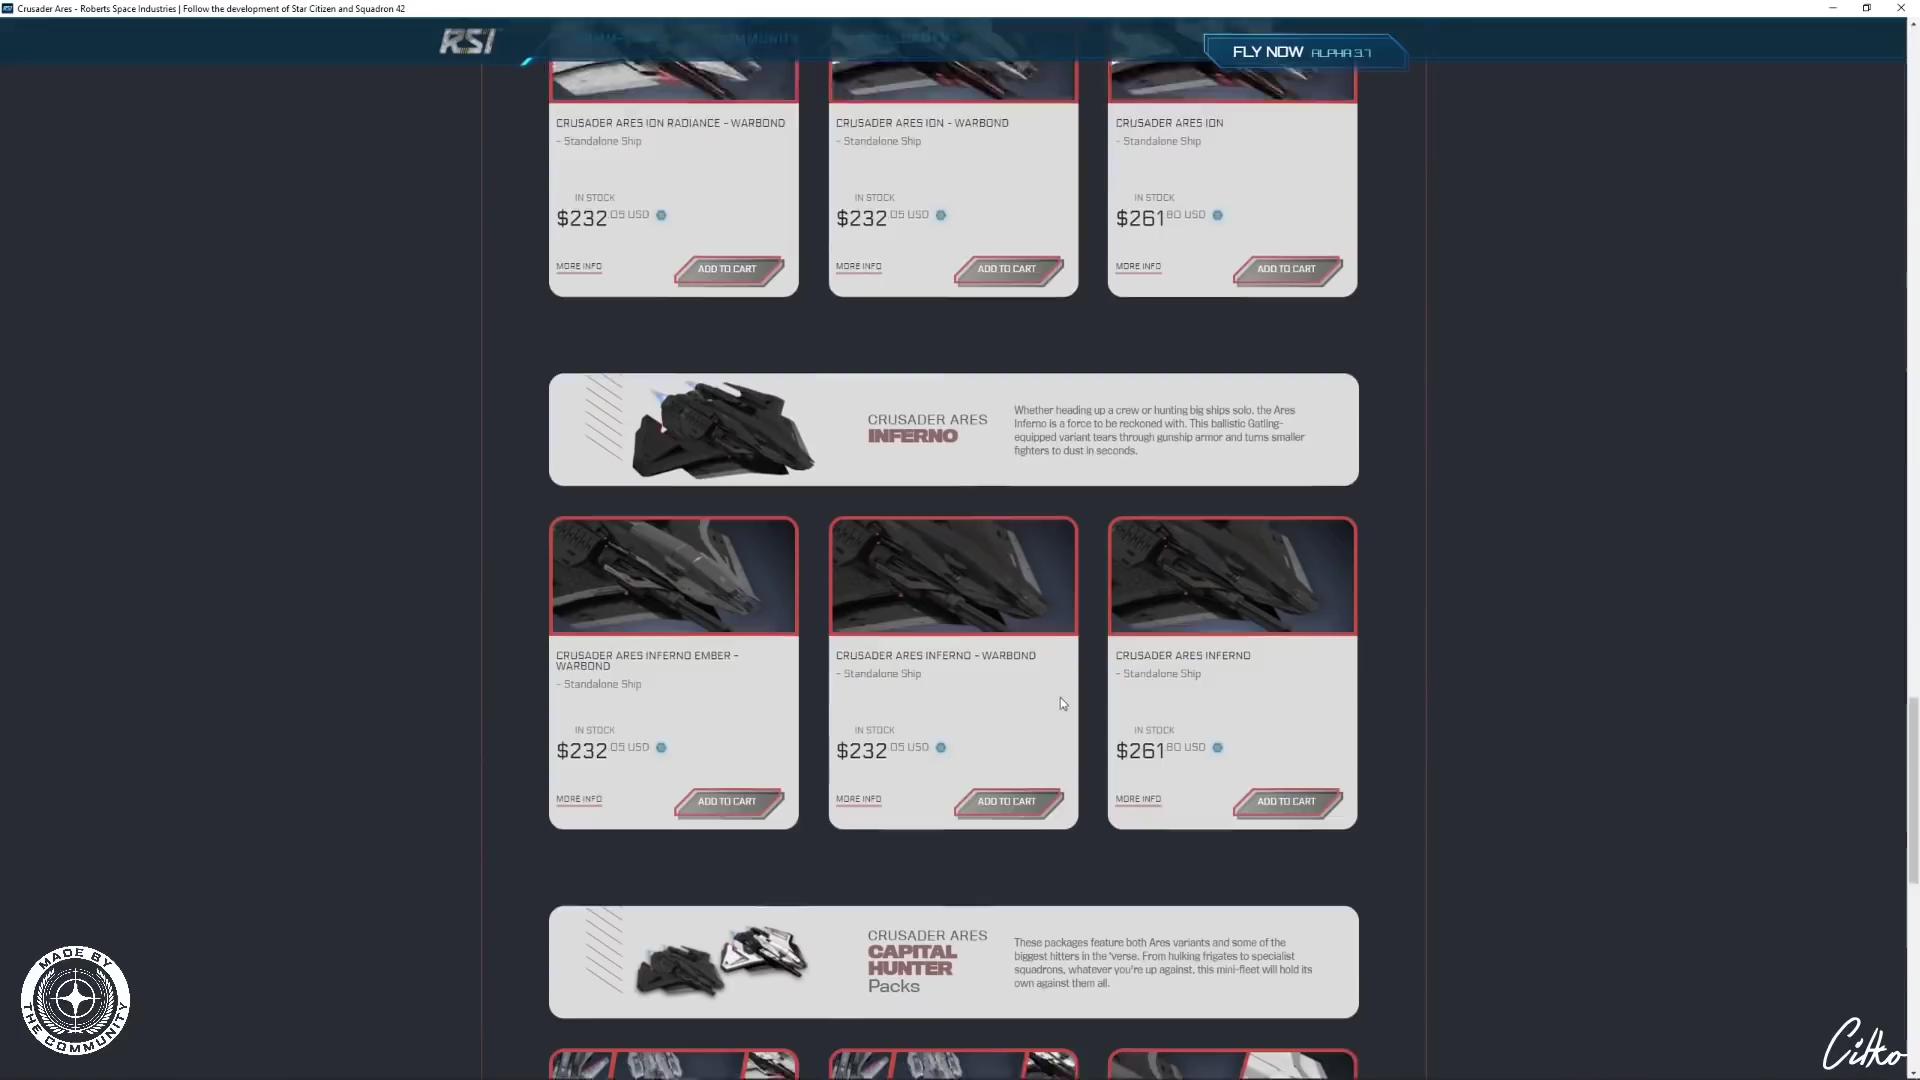 Crusader Ares - Roberts Space Industries | Follow the development of Star Citizen and Squadron 42
RSI
COMMUNITY
FLY NOW ALPHA 3.7
CRUSADER ARES ION RADIANCE - WARBOND
- Standalone Ship
IN STOCK
$232.05 USD
MORE INFO
ADD TO CART
CRUSADER ARES ION - WARBOND
- Standalone Ship
IN STOCK
$232.05 USD
MORE INFO
ADD TO CART
CRUSADER ARES ION
- Standalone Ship
IN STOCK
$261.80 USD
MORE INFO
ADD TO CART
CRUSADER ARES
INFERNO
Whether heading up a crew or hunting big ships solo, the Ares
Inferno is a force to be reckoned with. This ballistic Gatling-
equipped variant tears through gunship armor and turns smaller
fighters to dust in seconds.
CRUSADER ARES INFERNO EMBER -
WARBOND
- Standalone Ship
IN STOCK
$232.05 USD
MORE INFO
ADD TO CART
CRUSADER ARES INFERNO - WARBOND
- Standalone Ship
IN STOCK
$232.05 USD
MORE INFO
ADD TO CART
CRUSADER ARES INFERNO
- Standalone Ship
IN STOCK
$261.80 USD
MORE INFO
ADD TO CART
CRUSADER ARES
CAPITAL
HUNTER
Packs
These packages feature both Ares variants and some of the
biggest hitters in the 'verse. From hulking frigates to specialist
squadrons, whatever you're up against, this mini-fleet will hold its
own against them all.
MADE BY
THE COMMUNITY